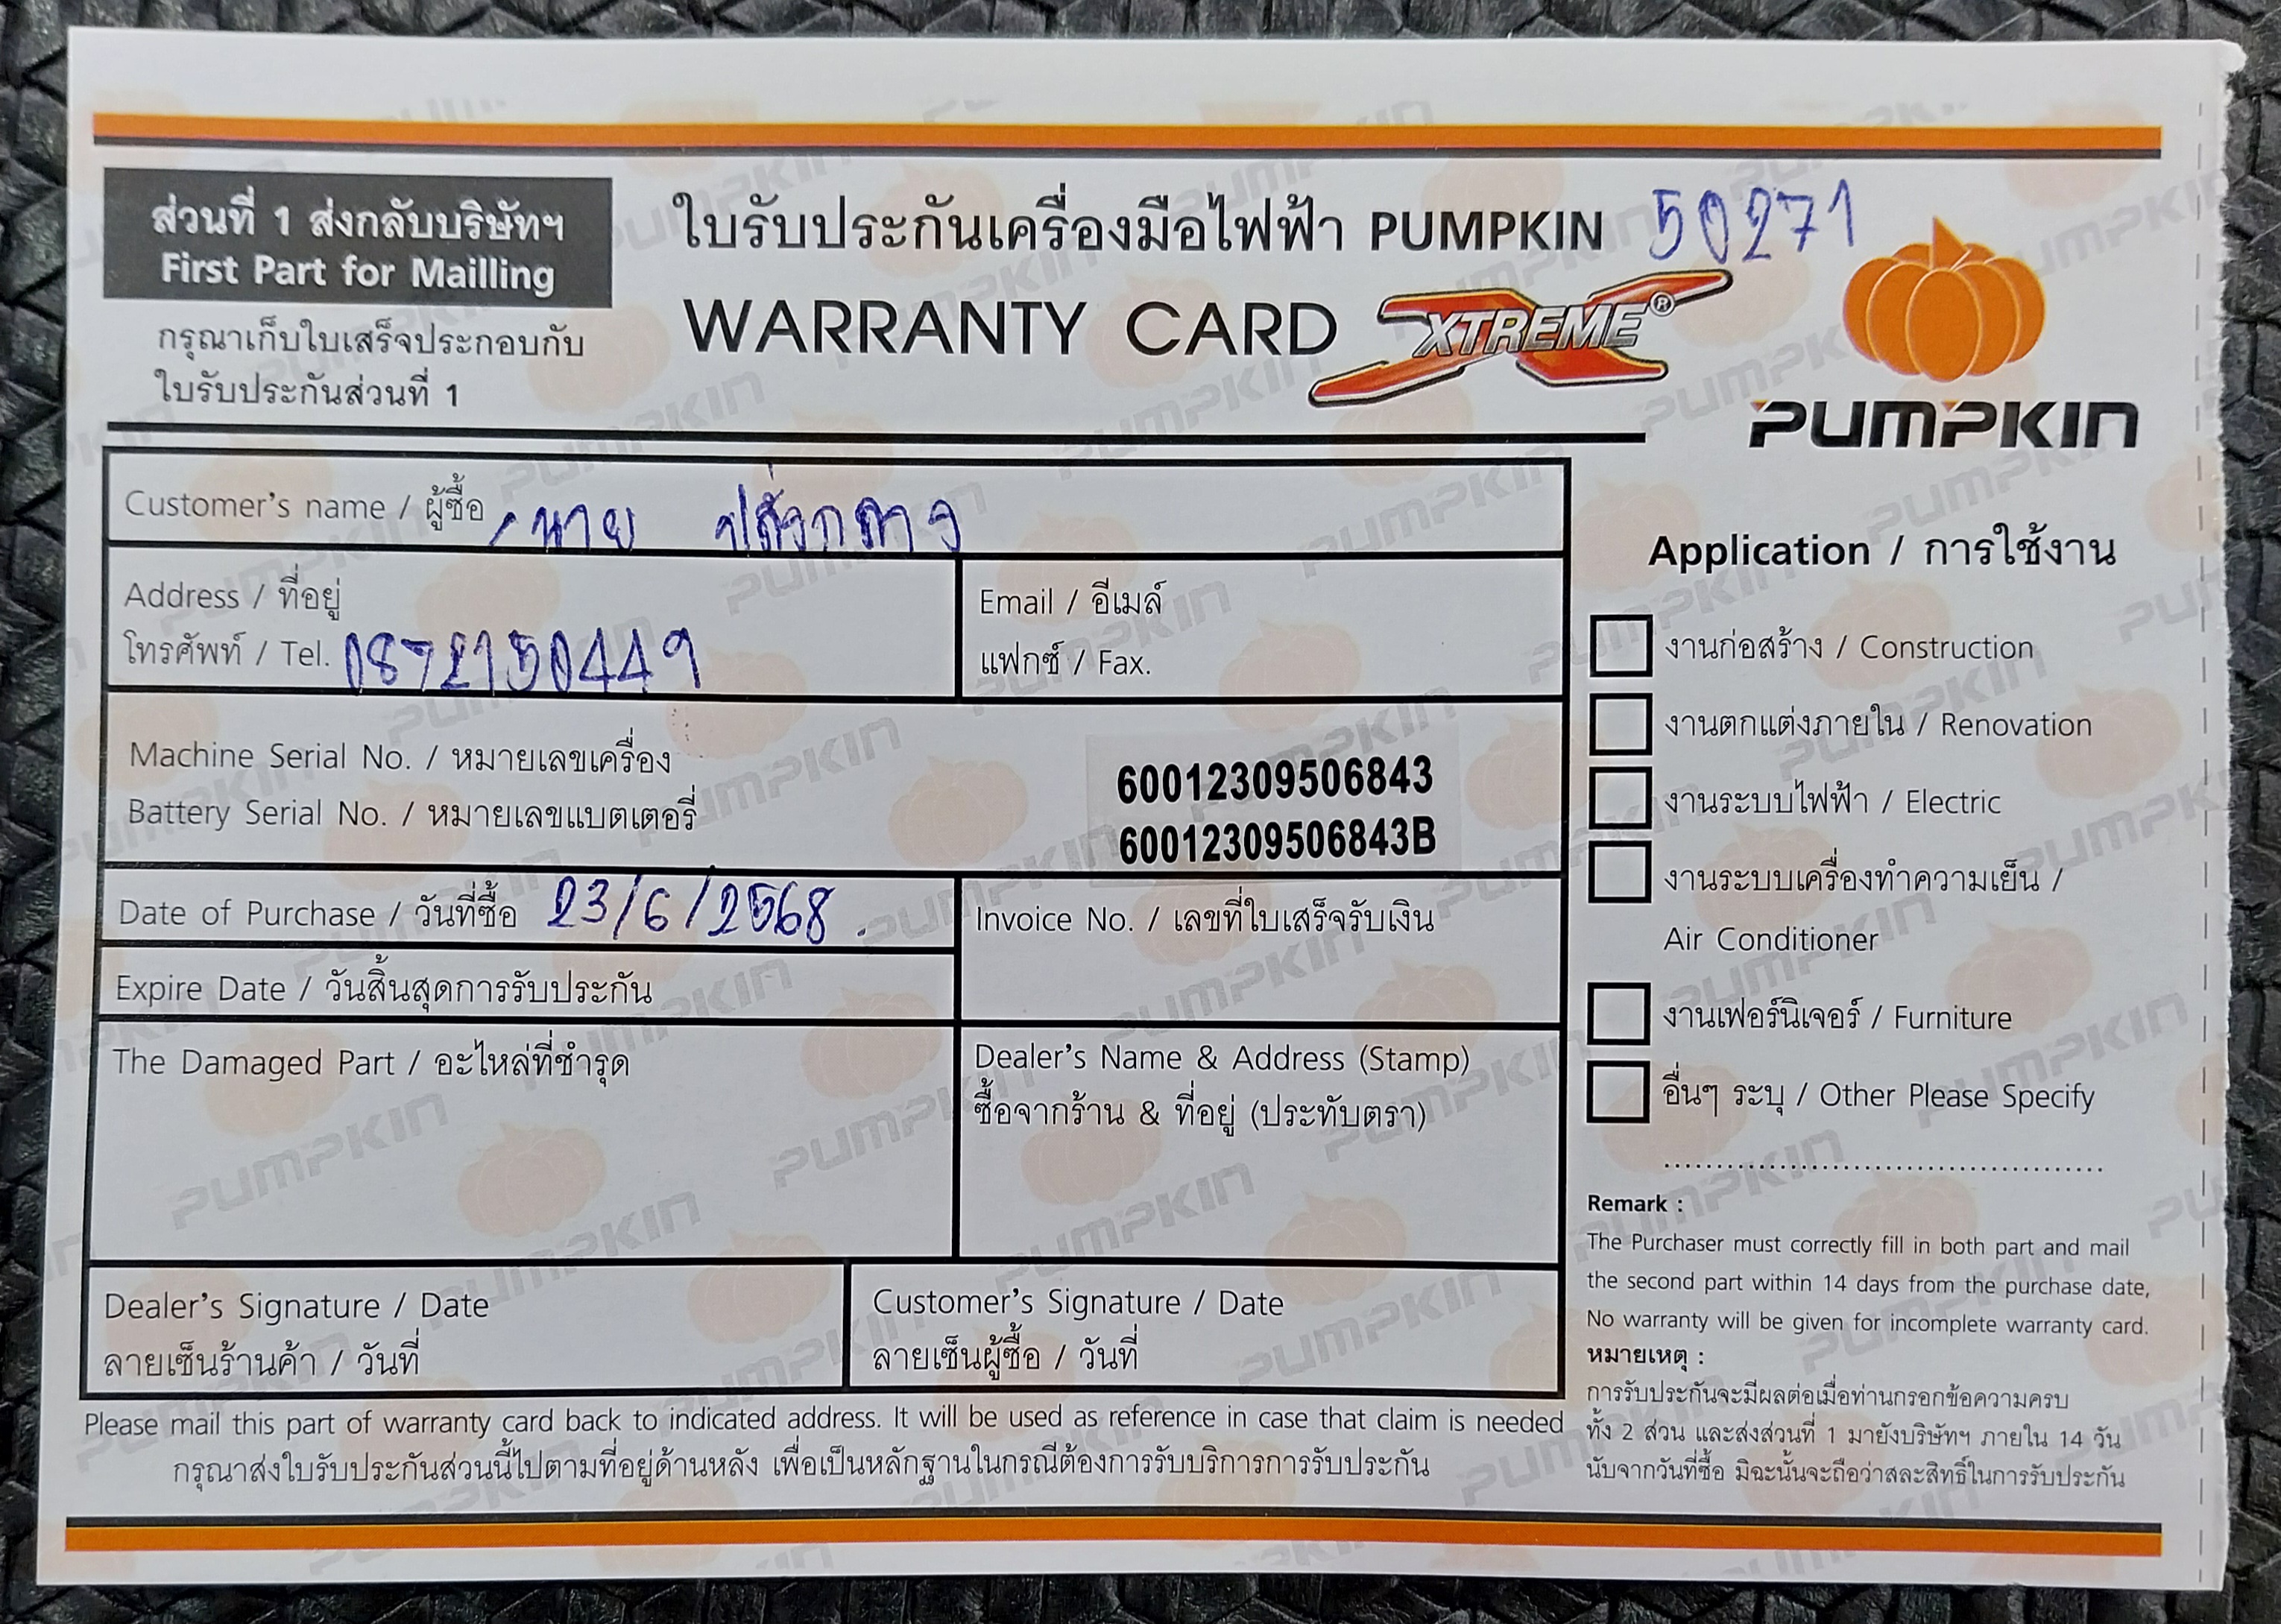 ส่วนที่ 1 ส่งกลับบริษัทฯ
First Part for Mailling
กรุณาเก็บใบเสร็จประกอบกับ
ใบรับประกันส่วนที่ 1
ใบรับประกันเครื่องมือไฟฟ้า PUMPKIN 50271
WARRANTY CARD XTREME®
PUMPKIN
Customer's name / ผู้ซื้อ นาย
Address / ที่อยู่
โทรศัพท์ / Tel. 0872150449
Email / อีเมล์
แฟกซ์ / Fax.
Machine Serial No. / หมายเลขเครื่อง 60012309506843
Battery Serial No. / หมายเลขแบตเตอรี่ 60012309506843B
Date of Purchase / วันที่ซื้อ 23/6/2568 .
Invoice No. / เลขที่ใบเสร็จรับเงิน
Expire Date / วันสิ้นสุดการรับประกัน
The Damaged Part / อะไหล่ที่ชำรุด
Dealer's Name & Address (Stamp)
ซื้อจากร้าน & ที่อยู่ (ประทับตรา)
Dealer's Signature / Date
ลายเซ็นร้านค้า / วันที่
Customer's Signature / Date
ลายเซ็นผู้ซื้อ / วันที่
Please mail this part of warranty card back to indicated address. It will be used as reference in case that claim is needed
กรุณาส่งใบรับประกันส่วนนี้ไปตามที่อยู่ด้านหลัง เพื่อเป็นหลักฐานในกรณีต้องการรับบริการการรับประกัน
Application / การใช้งาน
งานก่อสร้าง / Construction
งานตกแต่งภายใน / Renovation
งานระบบไฟฟ้า / Electric
งานระบบเครื่องทำความเย็น /
Air Conditioner
งานเฟอร์นิเจอร์ / Furniture
อื่นๆ ระบุ / Other Please Specify
Remark :
The Purchaser must correctly fill in both part and mail
the second part within 14 days from the purchase date,
No warranty will be given for incomplete warranty card.
หมายเหตุ :
การรับประกันจะมีผลต่อเมื่อท่านกรอกข้อความครบ
ทั้ง 2 ส่วน และส่งส่วนที่ 1 มายังบริษัทฯ ภายใน 14 วัน
นับจากวันที่ซื้อ มิฉะนั้นจะถือว่าสละสิทธิ์ในการรับประกัน